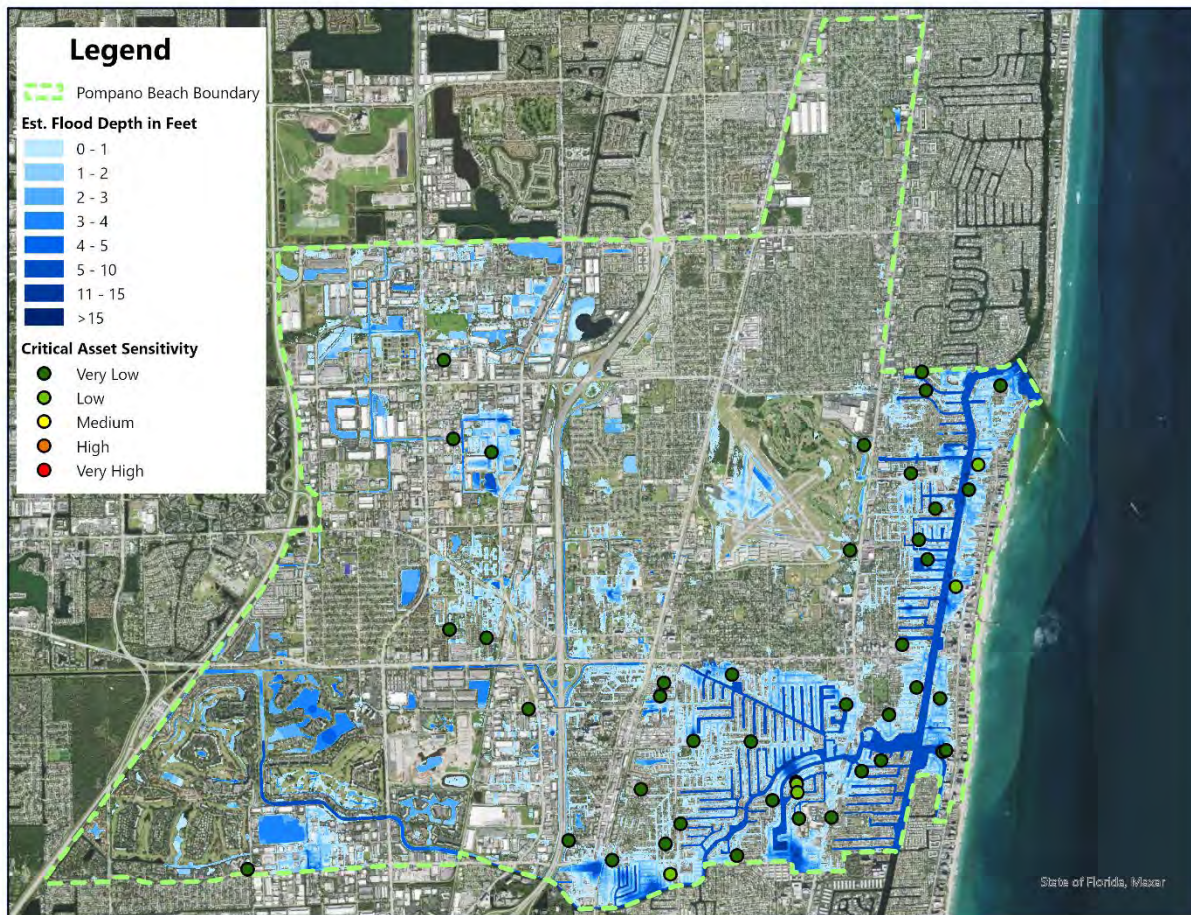 Legend
Pompano Beach Boundary
Est. Flood Depth in Feet
0 - 1
1 - 2
2 - 3
3 - 4
4 - 5
5 - 10
11 - 15
>15
Critical Asset Sensitivity
Very Low
Low
Medium
High
Very High
State of Florida, Maxar